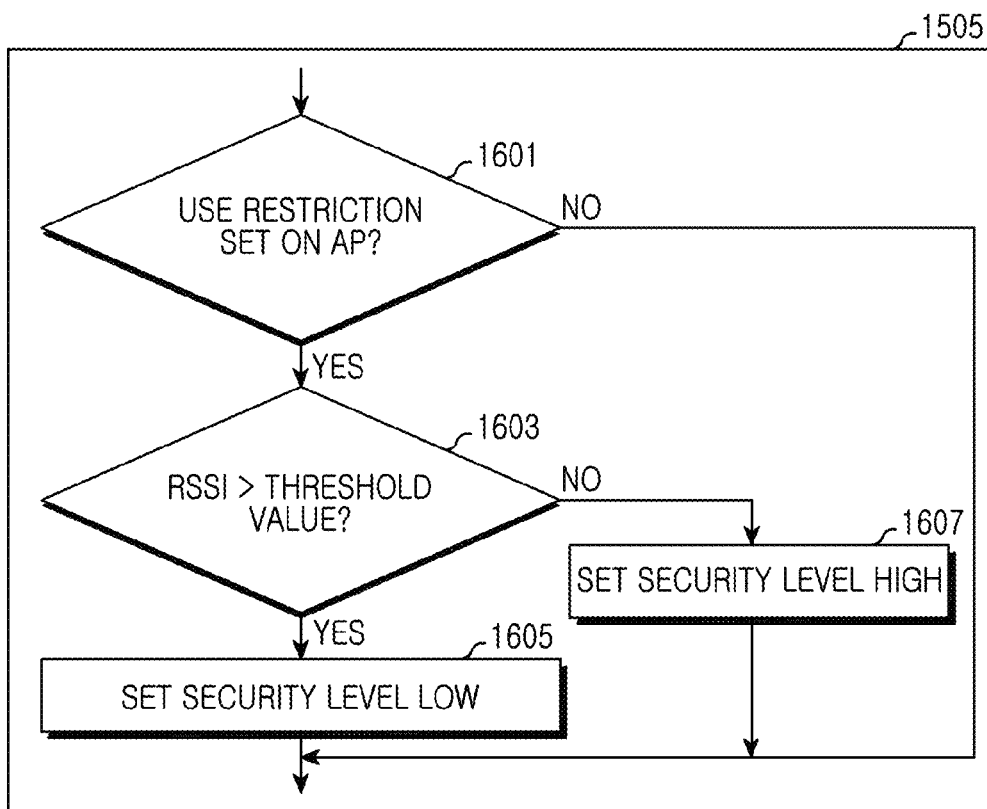 1505
1601
USE RESTRICTION
SET ON AP?
NO
YES
1603
RSSI > THRESHOLD
VALUE?
NO
1607
SET SECURITY LEVEL HIGH
YES
1605
SET SECURITY LEVEL LOW